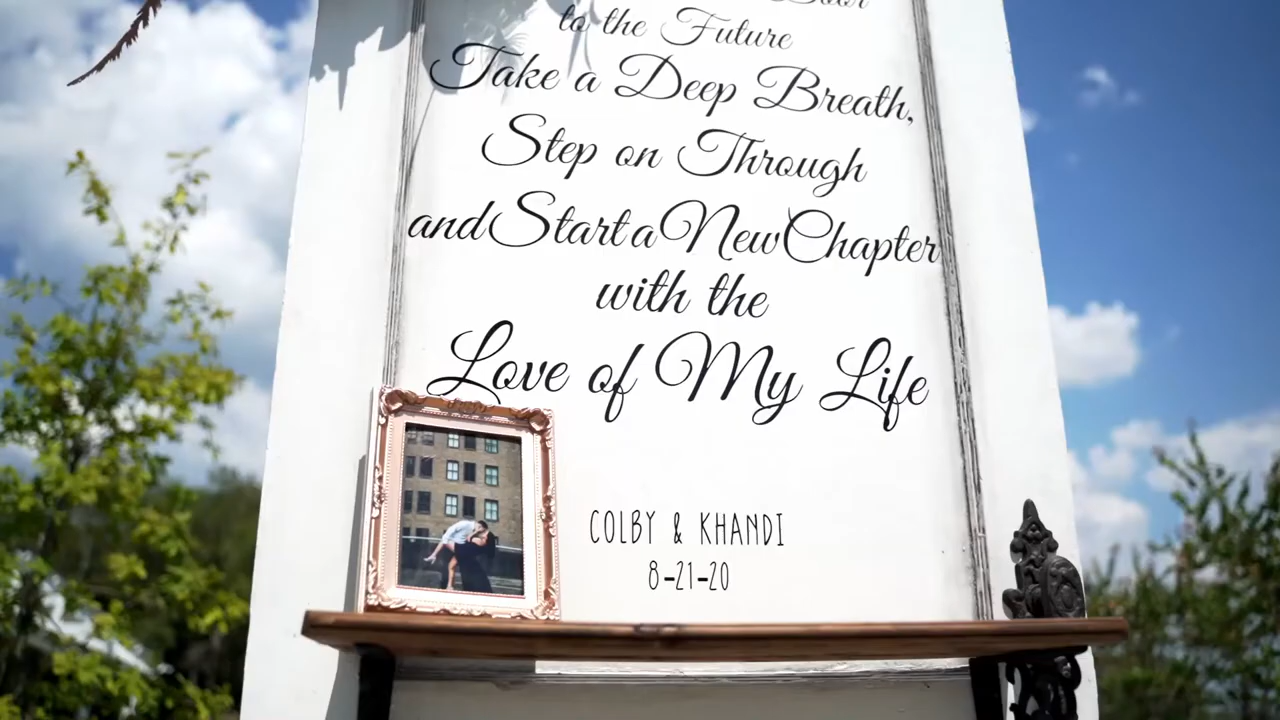 Door
to the Future
Take a Deep Breath,
Step on Through
and Start a New Chapter
with the
Love of My Life
COLBY & KHANDI
8-21-20